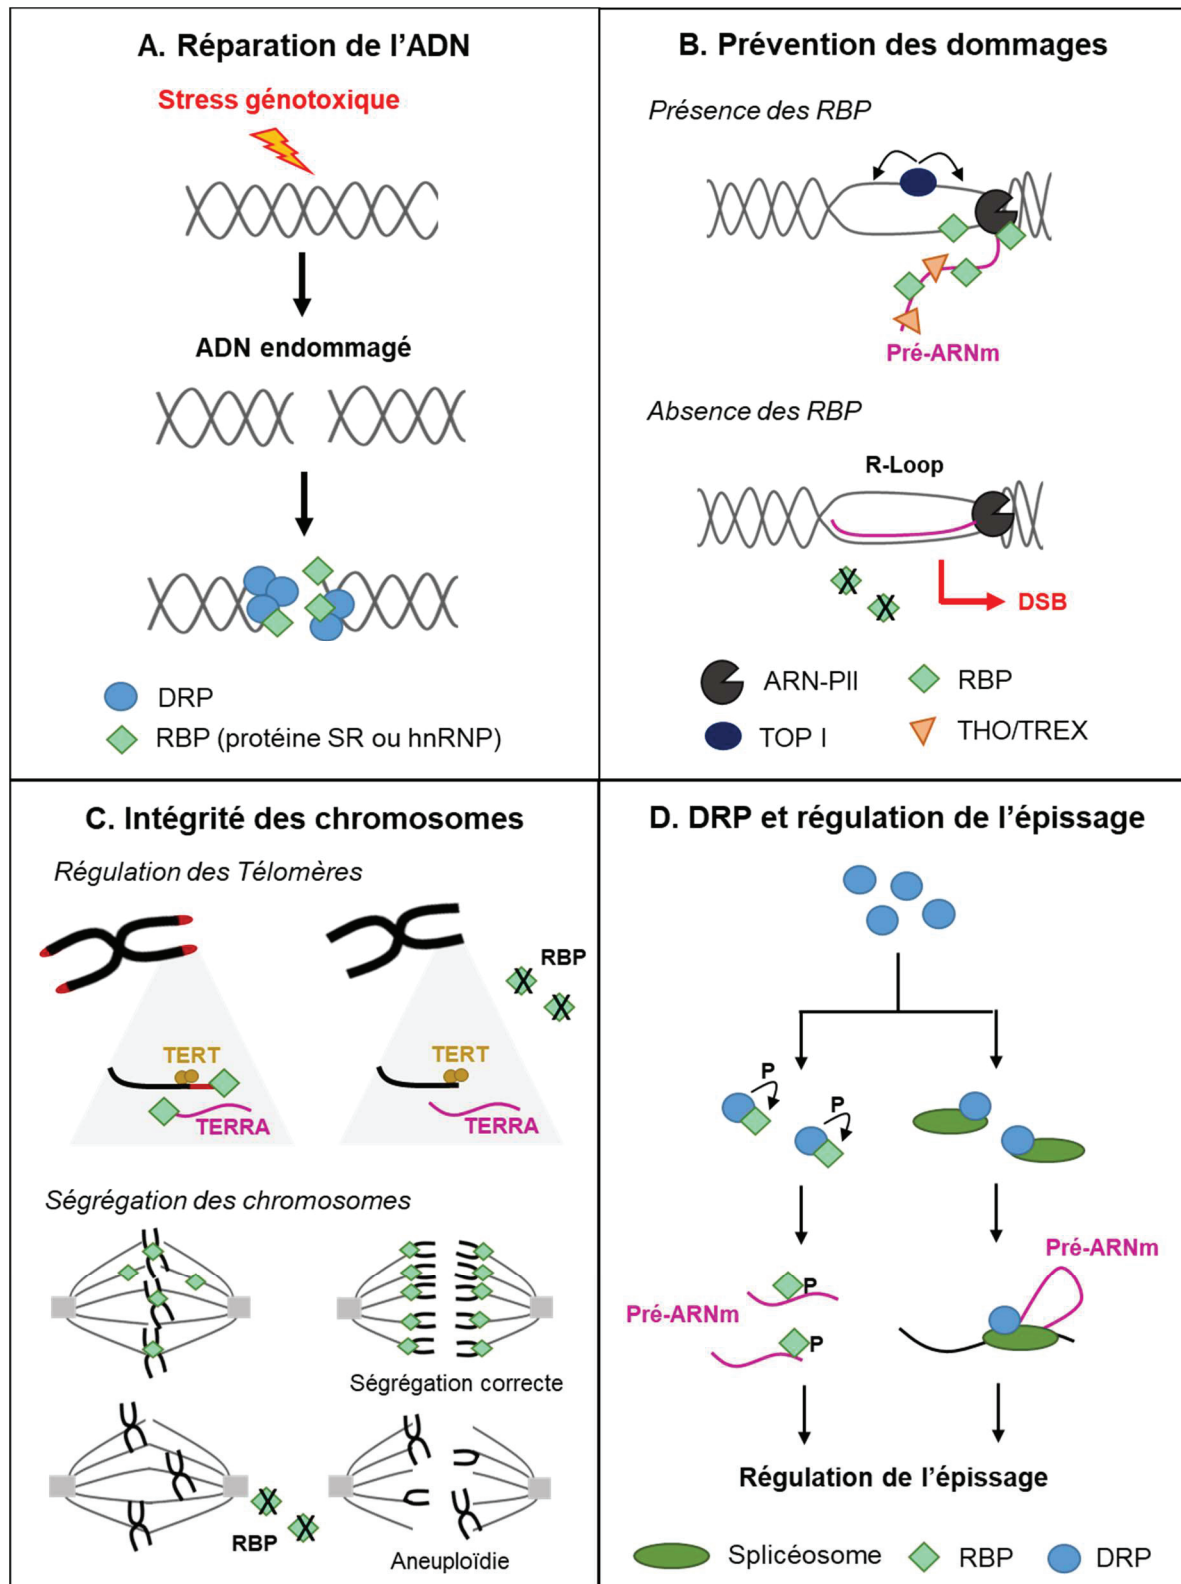 A. Réparation de l'ADN
Stress génotoxique
ADN endommagé
DRP
RBP (protéine SR ou hnRNP)
B. Prévention des dommages
Présence des RBP
Pré-ARNm
Absence des RBP
R-Loop
X
X
DSB
ARN-PII
RBP
TOP I
THO/TREX
C. Intégrité des chromosomes
Régulation des Télomères
RBP
X
X
TERT
TERRA
TERT
TERRA
Ségrégation des chromosomes
Ségrégation correcte
X
RBP
X
Aneuploïdie
D. DRP et régulation de l'épissage
P
P
Pré-ARNm
P
Pré-ARNm
P
Régulation de l'épissage
Splicéosome
RBP
DRP